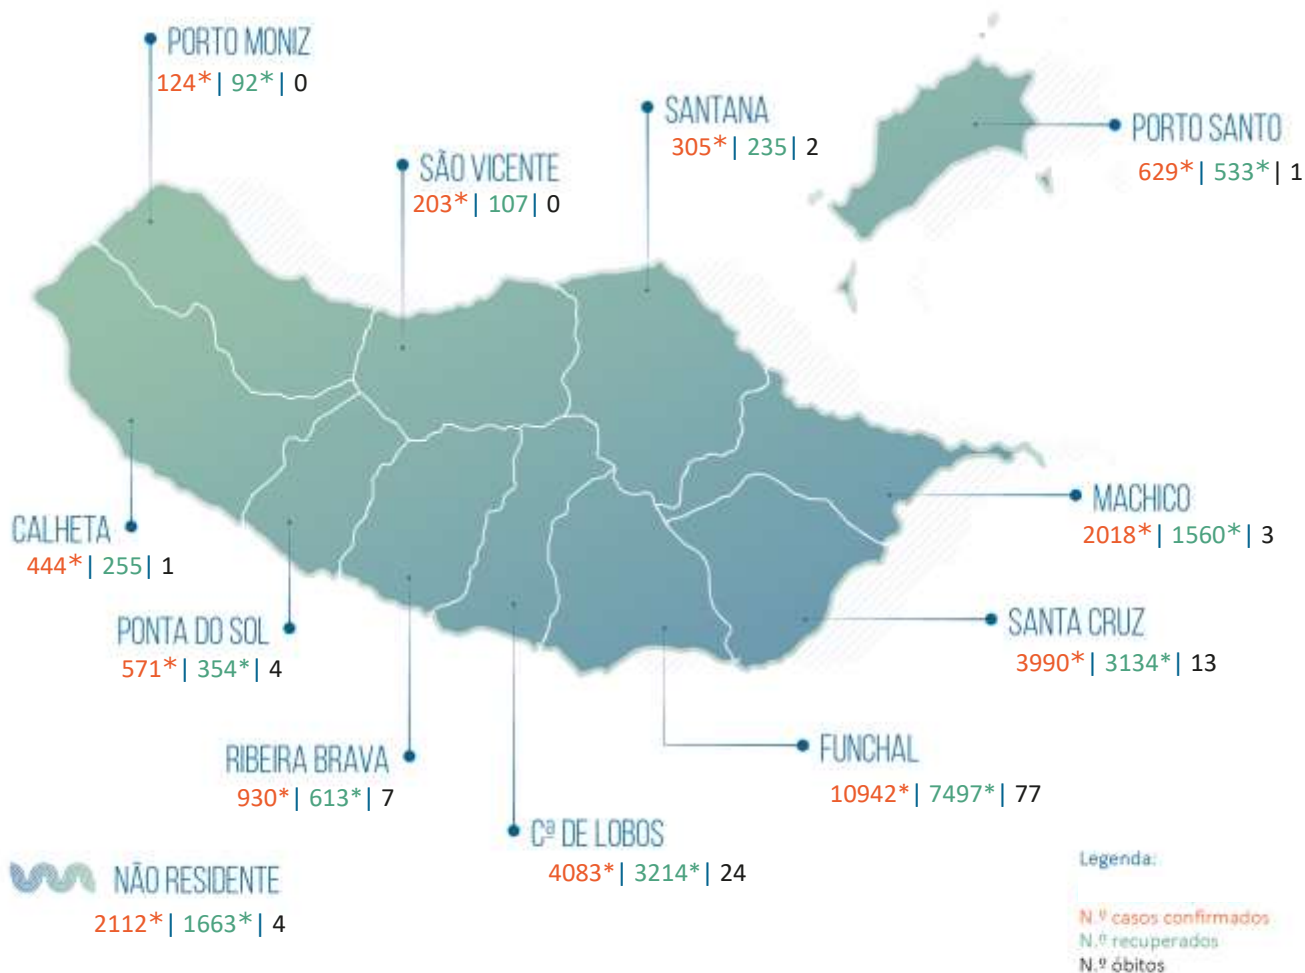 PORTO MONIZ
124*| 92*| 0
SANTANA
305*| 235| 2
PORTO SANTO
629*| 533*| 1
SÃO VICENTE
203*| 107| 0
MACHICO
2018*| 1560*| 3
CALHETA
444*| 255| 1
SANTA CRUZ
3990*| 3134*| 13
PONTA DO SOL
571*| 354*| 4
FUNCHAL
10942*| 7497*| 77
RIBEIRA BRAVA
930*| 613*| 7
Cª DE LOBOS
4083*| 3214*| 24
NÃO RESIDENTE
2112*| 1663*| 4
Legenda:
N.º casos confirmados
N.º recuperados
N.º óbitos